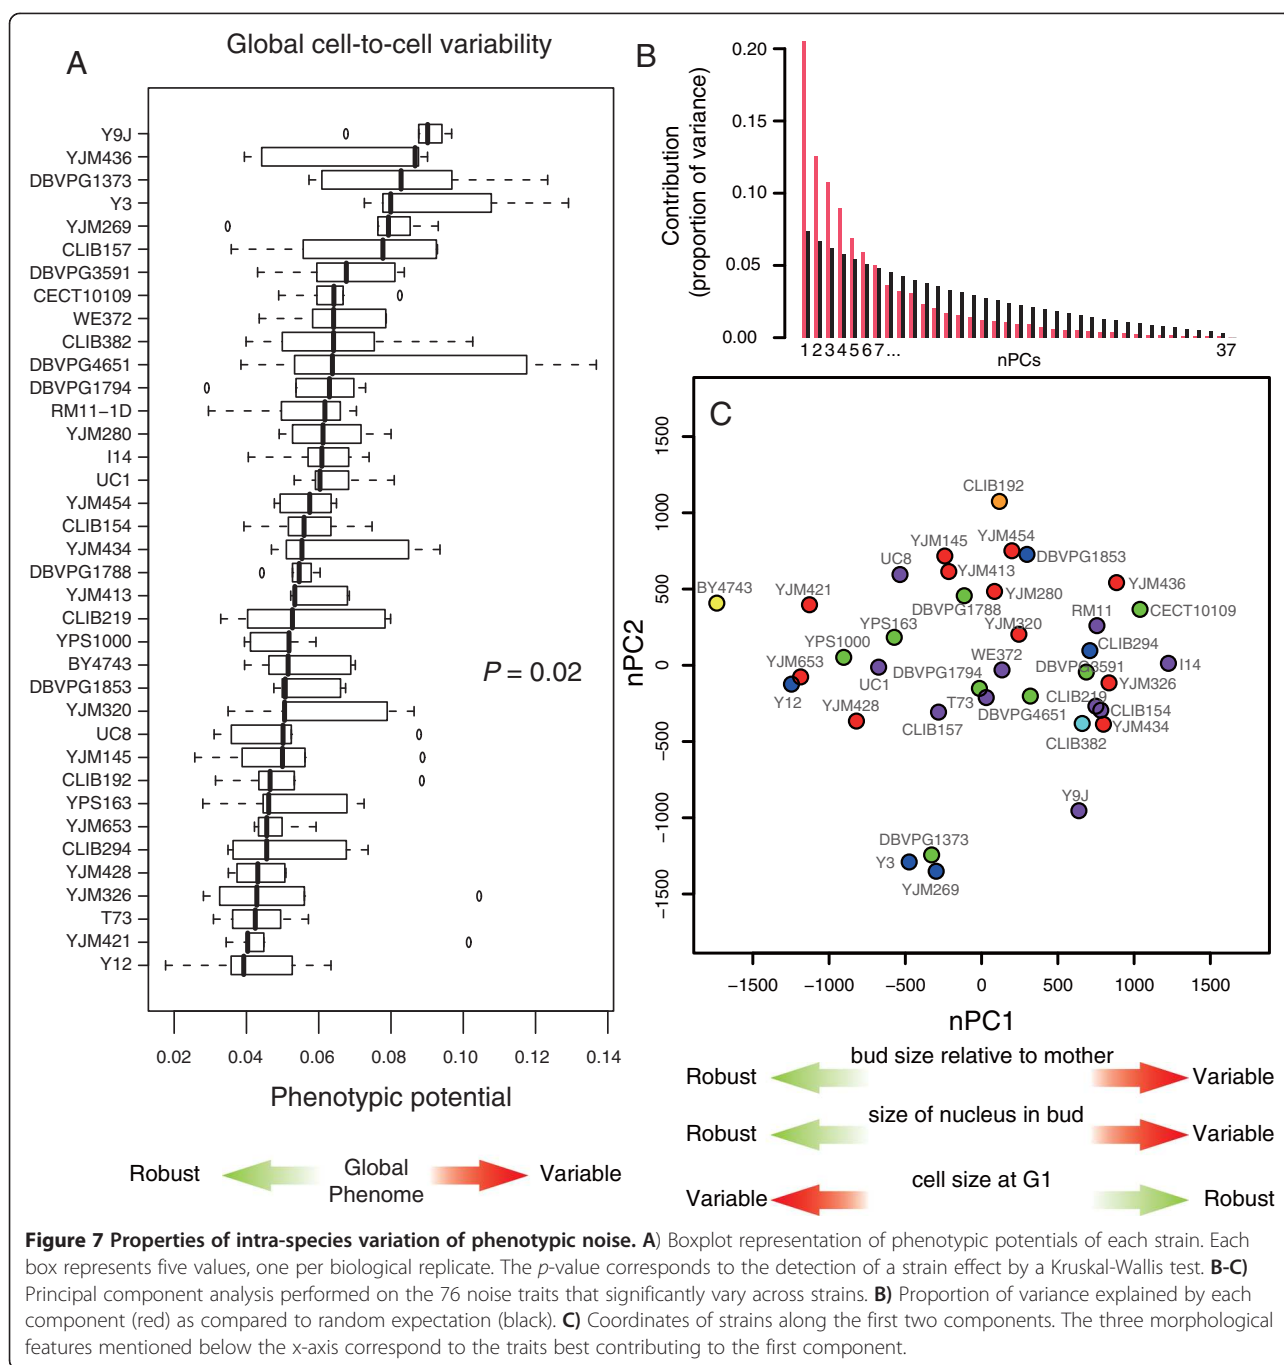 Global cell-to-cell variability
A
Y9J
YJM436
DBVPG1373
Y3
YJM269
CLIB157
DBVPG3591
CECT10109
WE372
CLIB382
DBVPG4651
DBVPG1794
RM11−1D
YJM280
I14
UC1
YJM454
CLIB154
YJM434
DBVPG1788
YJM413
CLIB219
YPS1000
BY4743
DBVPG1853
YJM320
UC8
YJM145
CLIB192
YPS163
YJM653
CLIB294
YJM428
YJM326
T73
YJM421
Y12
P = 0.02
0.02 0.04 0.06 0.08 0.10 0.12 0.14
Phenotypic potential
Robust
Global
Phenome
Variable
B
Contribution
(proportion of variance)
0.20
0.15
0.10
0.05
0.00
1 2 3 4 5 6 7 ...
nPCs
37
C
nPC2
1500
1000
500
0
−500
−1000
−1500
CLIB192
YJM145
YJM454
UC8
DBVPG1853
YJM413
BY4743
YJM421
YJM280
YJM436
DBVPG1788
CECT10109
YPS163
YJM320
RM11
YPS1000
CLIB294
YJM653
WE372
UC1
DBVPG1794
DBVPG3591
I14
YJM326
Y12
T73
CLIB219
YJM428
DBVPG4651
CLIB154
CLIB157
YJM434
CLIB382
Y9J
DBVPG1373
Y3
YJM269
−1500 −1000 −500 0 500 1000 1500
nPC1
bud size relative to mother
Robust
Variable
size of nucleus in bud
Robust
Variable
cell size at G1
Variable
Robust
Figure 7 Properties of intra-species variation of phenotypic noise. A) Boxplot representation of phenotypic potentials of each strain. Each
box represents five values, one per biological replicate. The p-value corresponds to the detection of a strain effect by a Kruskal-Wallis test. B-C)
Principal component analysis performed on the 76 noise traits that significantly vary across strains. B) Proportion of variance explained by each
component (red) as compared to random expectation (black). C) Coordinates of strains along the first two components. The three morphological
features mentioned below the x-axis correspond to the traits best contributing to the first component.